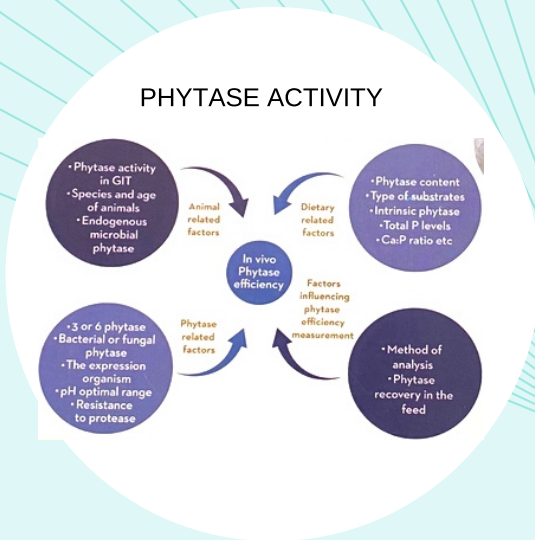 PHYTASE ACTIVITY
•Phytase activity
in GIT
•Species and age
of animals
•Endogenous
microbial
phytase
Animal
related
factors
Dietary
related
factors
•Phytase content
•Type of substrates
•Intrinsic phytase
•Total P levels
•Ca:P ratio etc
In vivo
Phytase
efficiency
•3 or 6 phytase
•Bacterial or fungal
phytase
•The expression
organism
•pH optimal range
•Resistance
to protease
Phytase
related
factors
Factors
influencing
phytase
efficiency
measurement
•Method of
analysis
•Phytase
recovery in the
feed